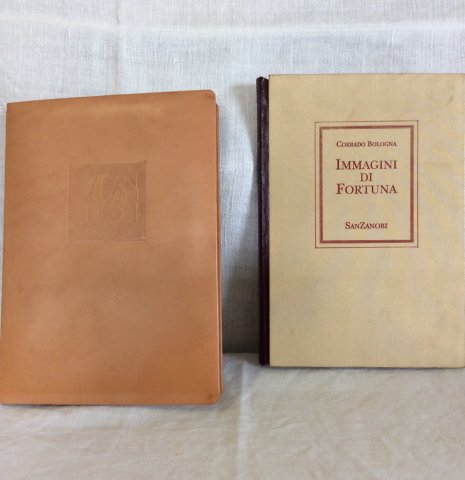 CORRADO BOLOGNA
IMMAGINI
DI
FORTUNA
SANZANOBI